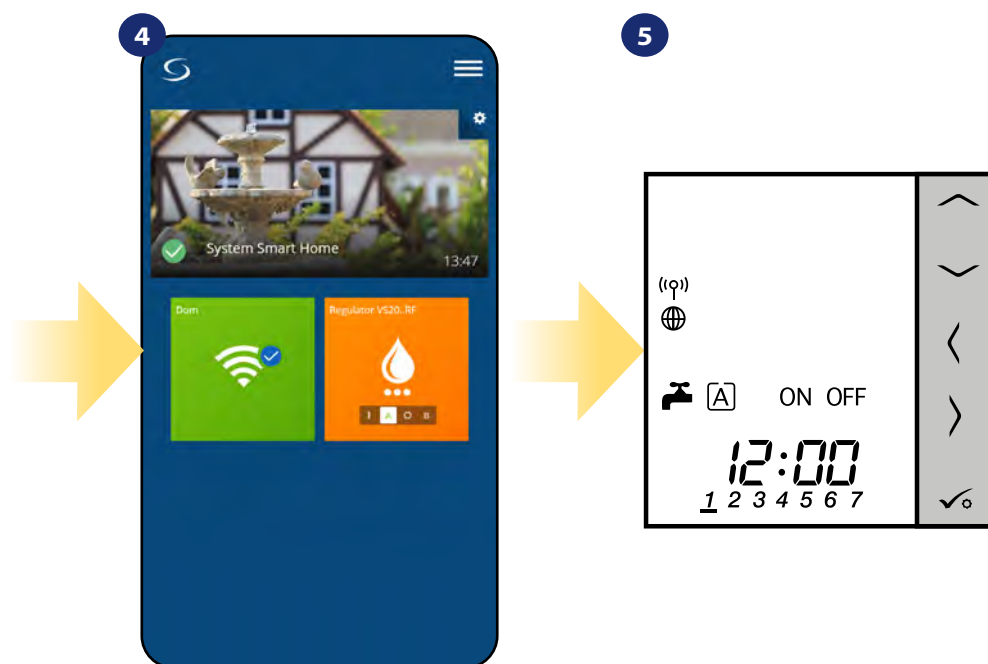 4
System Smart Home
13:47
Dom
Regulator VS20. RF
I A O B
5
A ON OFF
12:00
1 2 3 4 5 6 7